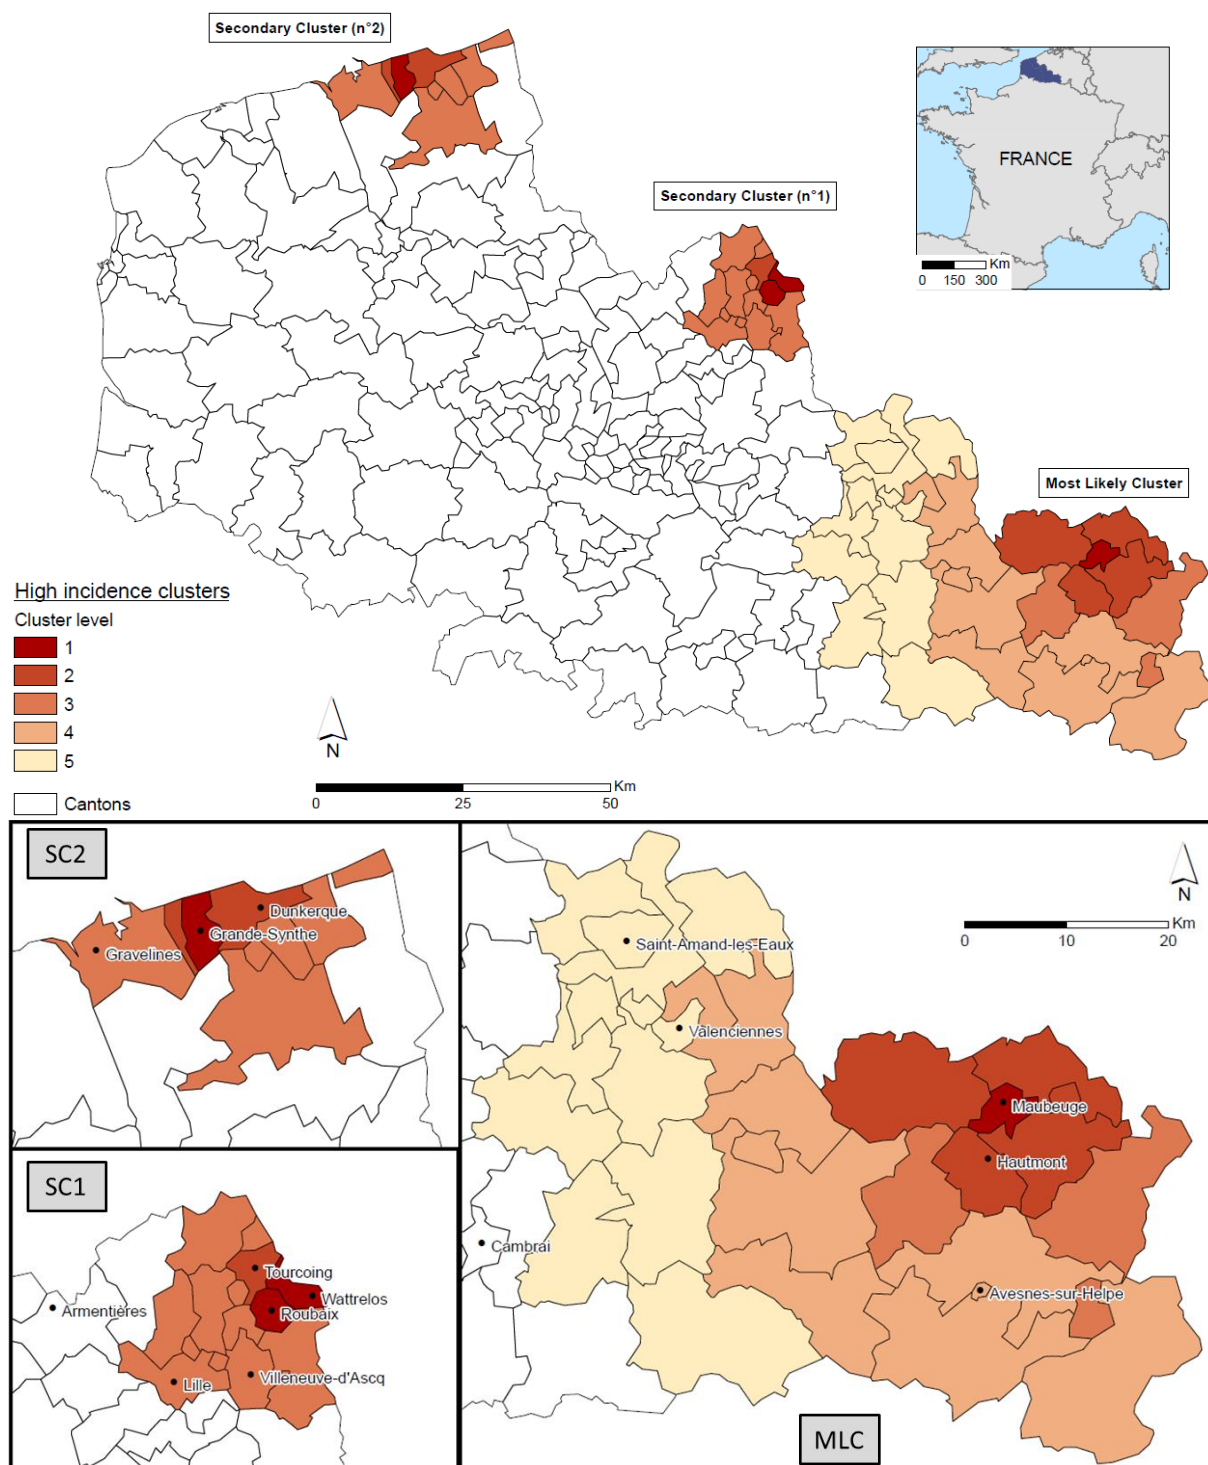 Secondary Cluster (n°2)
FRANCE
Km
0 150 300
Secondary Cluster (n°1)
Most Likely Cluster
High incidence clusters
Cluster level
1
2
3
4
5
Cantons
N
Km
0 25 50
SC2
Dunkerque
Grande-Synthe
Gravelines
SC1
Tourcoing
Wattrelos
Roubaix
Armentières
Lille
Villeneuve-d'Ascq
N
Km
0 10 20
Saint-Amand-les-Eaux
Valenciennes
Maubeuge
Hautmont
Cambrai
Avesnes-sur-Helpe
MLC